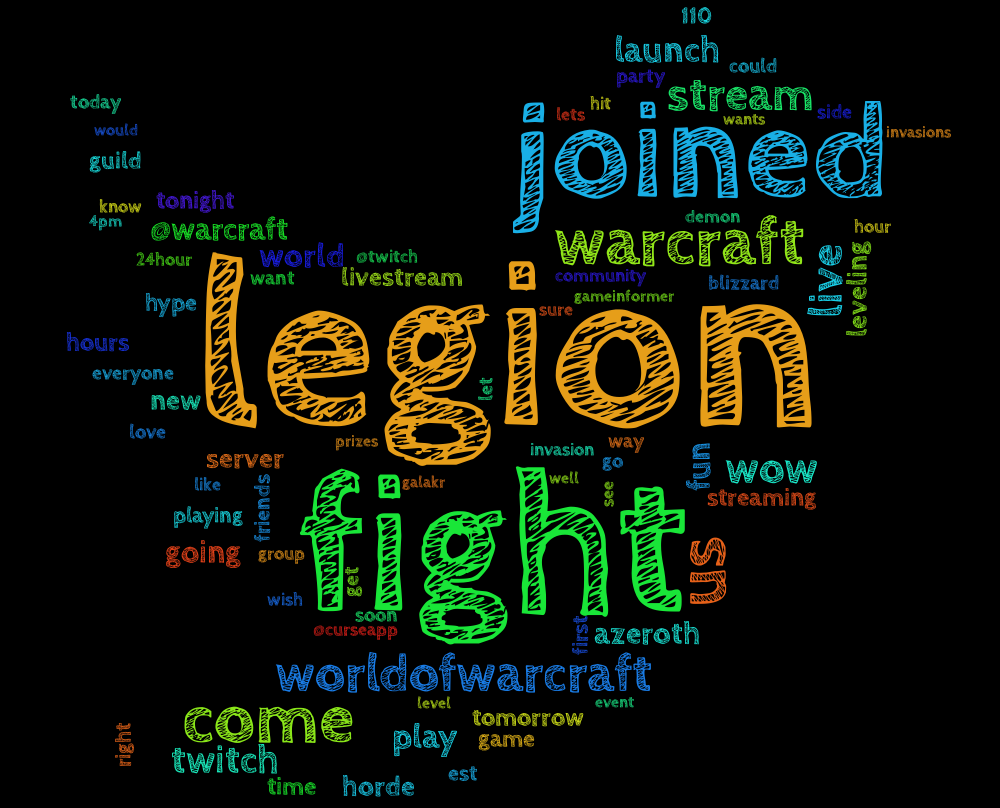 110
launch
could
party
stream
today
lets
hit
wants
side
joined
would
invasions
guild
know
tonight
4pm
@warcraft
demon
warcraft
hour
24hour
world
@twitch
want
livestream
community
blizzard
live
leveling
hype
gameinformer
sure
legion
hours
everyone
let
new
love
prizes
invasion
way
server
go
fun
wow
like
friends
galakr
well
see
streaming
playing
fight
going
group
get
us
wish
soon
@curseapp
first
azeroth
worldofwarcraft
level
event
come
tomorrow
right
twitch
play
game
time
horde
est